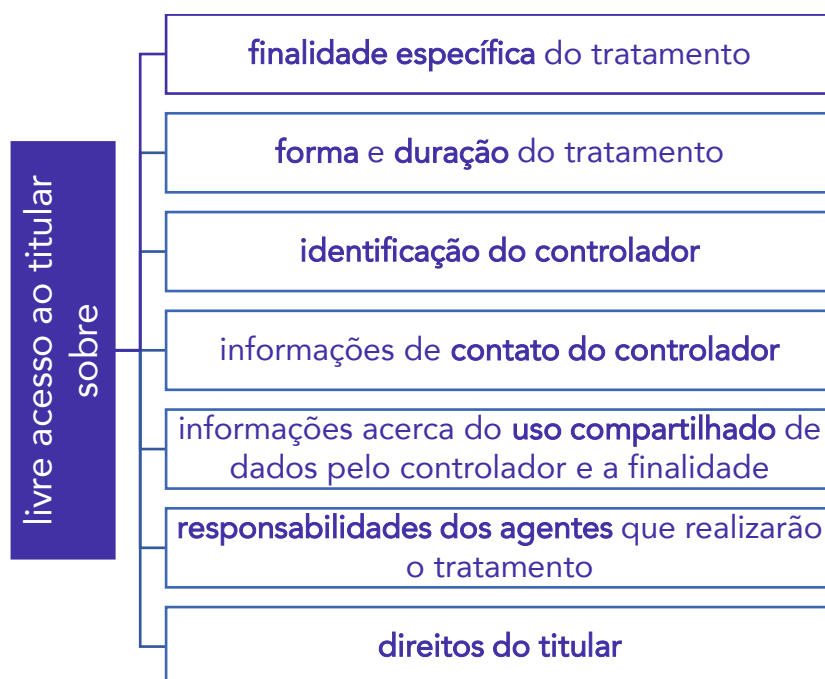 livre acesso ao titular
sobre
finalidade específica do tratamento
forma e duração do tratamento
identificação do controlador
informações de contato do controlador
informações acerca do uso compartilhado de
dados pelo controlador e a finalidade
responsabilidades dos agentes que realizarão
o tratamento
direitos do titular